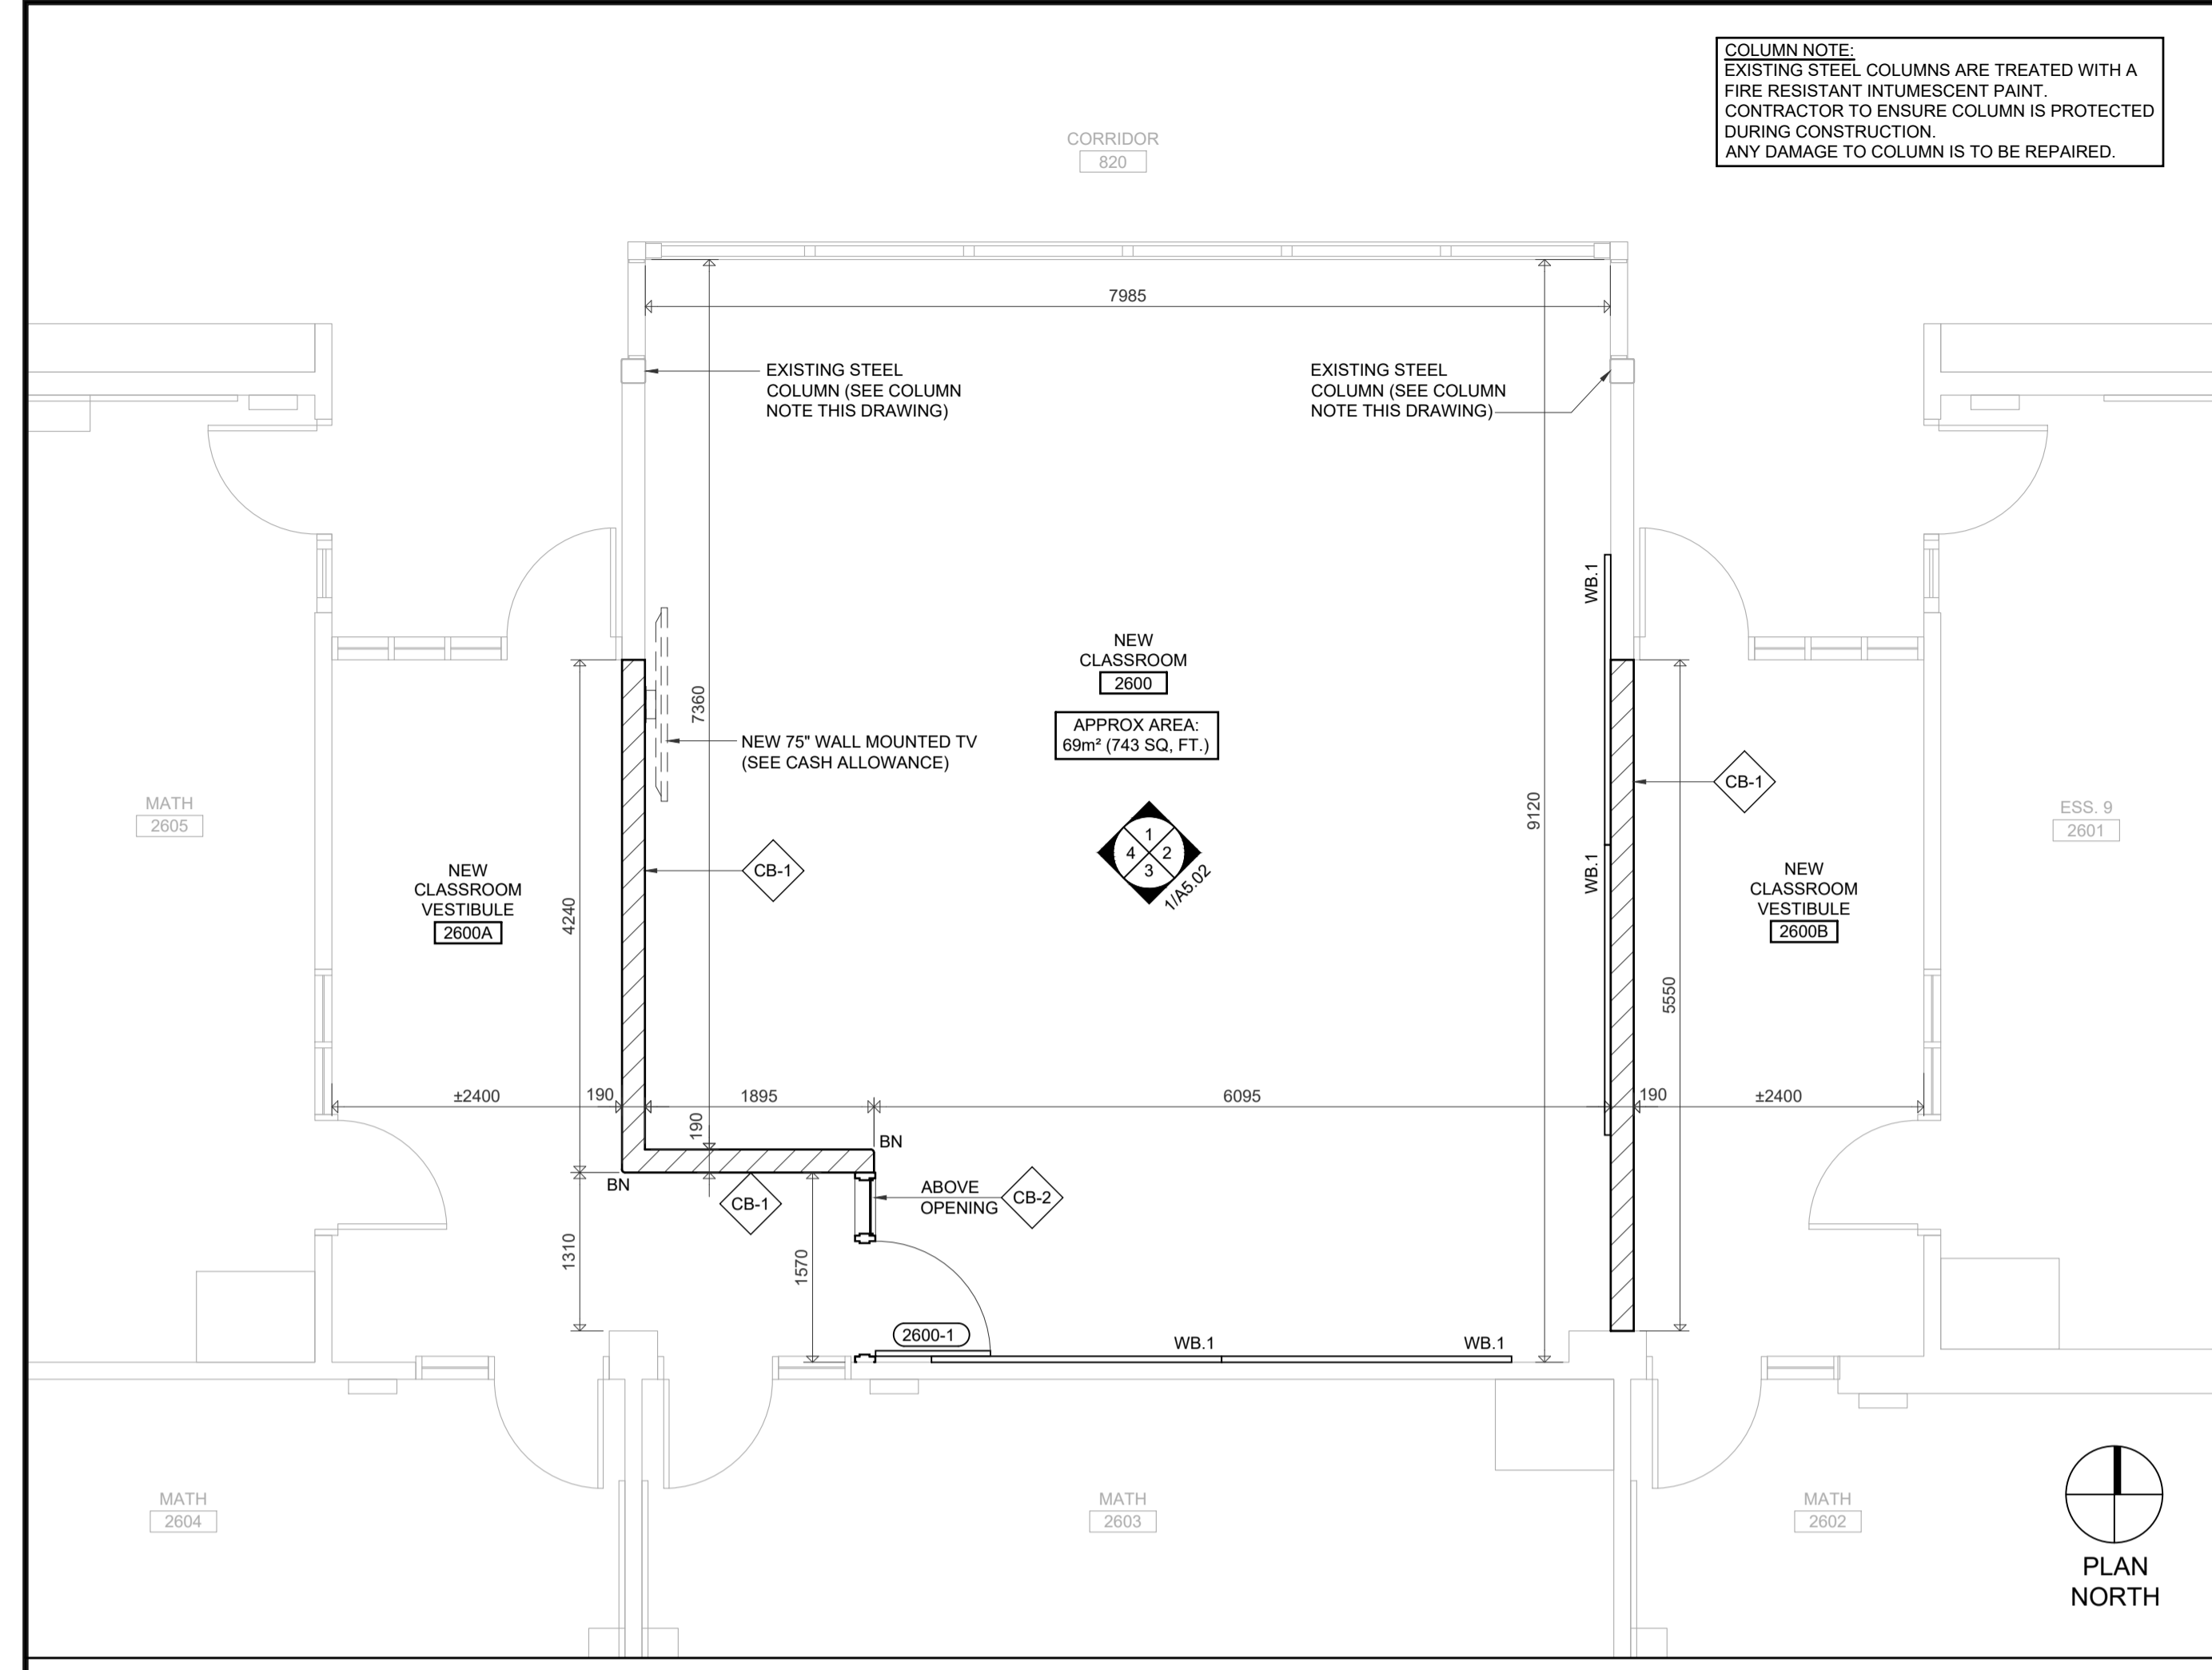 COLUMN NOTE:
EXISTING STEEL COLUMNS ARE TREATED WITH A
FIRE RESISTANT INTUMESCENT PAINT.
CONTRACTOR TO ENSURE COLUMN IS PROTECTED
DURING CONSTRUCTION.
ANY DAMAGE TO COLUMN IS TO BE REPAIRED.
CORRIDOR
820
7985
EXISTING STEEL
COLUMN (SEE COLUMN
NOTE THIS DRAWING)
EXISTING STEEL
COLUMN (SEE COLUMN
NOTE THIS DRAWING)
WB.1
NEW
CLASSROOM
2600
APPROX AREA:
69m² (743 SQ, FT.)
7360
NEW 75" WALL MOUNTED TV
(SEE CASH ALLOWANCE)
CB-1
9120
MATH
2605
ESS. 9
2601
1
4 2
3
1/A5.02
CB-1
WB.1
NEW
CLASSROOM
VESTIBULE
2600A
4240
NEW
CLASSROOM
VESTIBULE
2600B
5550
±2400
190
1895
6095
190
±2400
190
BN
BN
CB-1
ABOVE
OPENING
CB-2
1310
1570
2600-1
WB.1
WB.1
MATH
2604
MATH
2603
MATH
2602
PLAN
NORTH